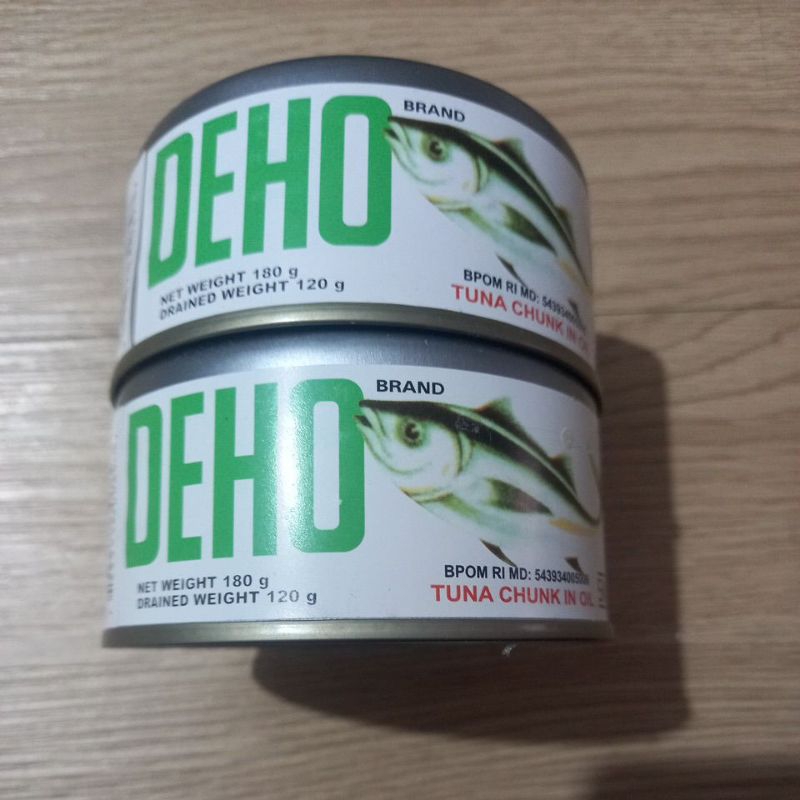 DEHO
BRAND
NET WEIGHT 180 g
DRAINED WEIGHT 120 g
BPOM RI MD:
TUNA CHUNK IN OIL
DEHO
BRAND
NET WEIGHT 180 g
DRAINED WEIGHT 120 g
BPOM RI MD:
TUNA CHUNK IN OIL